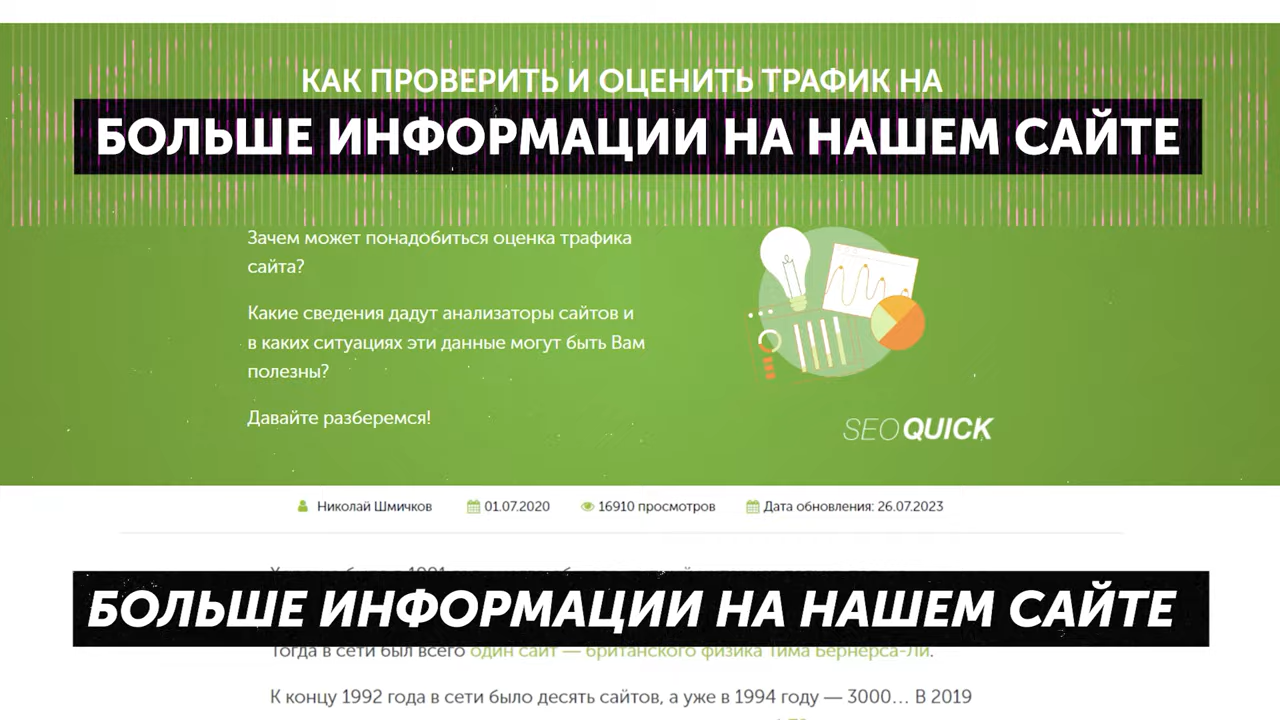 КАК ПРОВЕРИТЬ И ОЦЕНИТЬ ТРАФИК НА
БОЛЬШЕ ИНФОРМАЦИИ НА НАШЕМ САЙТЕ
Зачем может понадобиться оценка трафика
сайта?
Какие сведения дадут анализаторы сайтов и
в каких ситуациях эти данные могут быть Вам
полезны?
Давайте разберемся!
SEOQUICK
Николай Шмичков 01.07.2020 16910 просмотров Дата обновления: 26.07.2023
БОЛЬШЕ ИНФОРМАЦИИ НА НАШЕМ САЙТЕ
Тогда в сети был всего один сайт — британского физика Тима Бернерса-Ли.
К концу 1992 года в сети было десять сайтов, а уже в 1994 году — 3000... В 2019